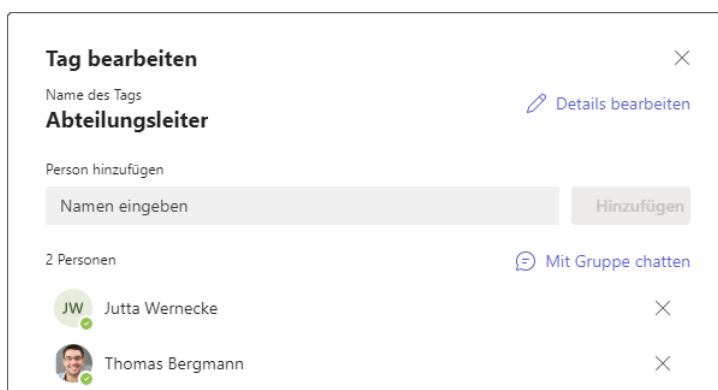 Tag bearbeiten
Name des Tags
Abteilungsleiter
Details bearbeiten
Person hinzufügen
Namen eingeben
Hinzufügen
2 Personen
Mit Gruppe chatten
JW
Jutta Wernecke
Thomas Bergmann